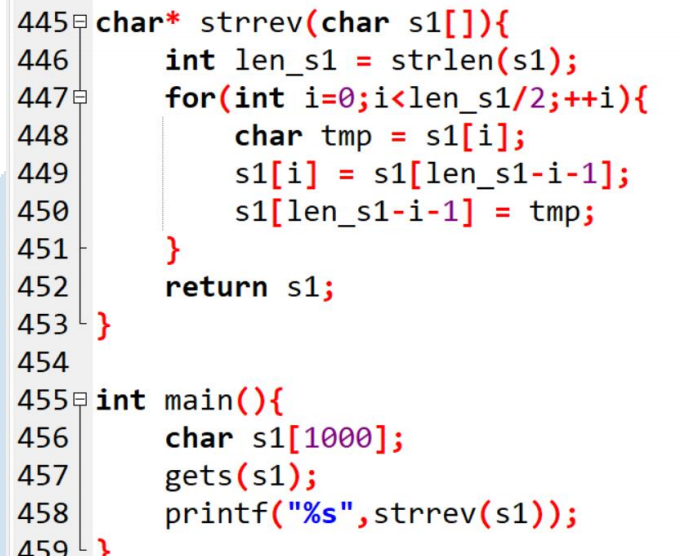 445 char* strrev(char s1[]){
446     int len_s1 = strlen(s1);
447     for(int i=0;i<len_s1/2;++i){
448         char tmp = s1[i];
449         s1[i] = s1[len_s1-i-1];
450         s1[len_s1-i-1] = tmp;
451     }
452     return s1;
453 }
454
455 int main(){
456     char s1[1000];
457     gets(s1);
458     printf("%s",strrev(s1));
459 }